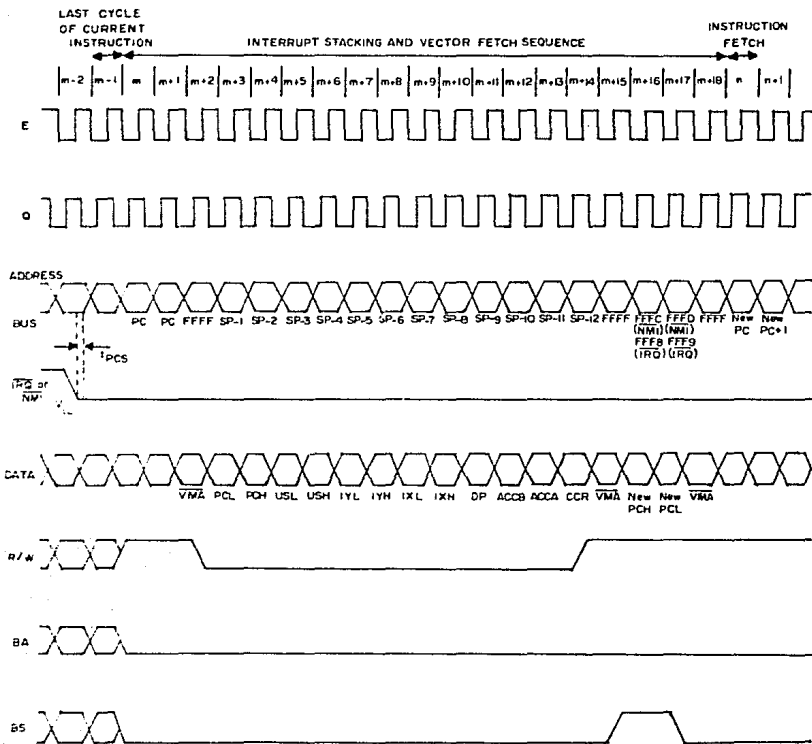 LAST CYCLE
OF CURRENT
INSTRUCTION
INTERRUPT STACKING AND VECTOR FETCH SEQUENCE
INSTRUCTION
FETCH
m-2 m-1 m m+1 m+2 m+3 m+4 m+5 m+6 m+7 m+8 m+9 m+10 m+11 m+12 m+13 m+14 m+15 m+16 m+17 m+18 n n+1
E
Q
ADDRESS
BUS
PC PC FFFF SP-1 SP-2 SP-3 SP-4 SP-5 SP-6 SP-7 SP-8 SP-9 SP-10 SP-11 SP-12 FFFF FFFC FFFD FFFF New New
(NMI) (NMI) PC PC+1
FFF8 FFF9
(IRQ) (IRQ)
tPCS
IRQ or
NMI
VIL
DATA
VMA PCL PCH USL USH IYL IYH IXL IXH DP ACCB ACCA CCR VMA New New VMA
PCH PCL
R/W
BA
BS